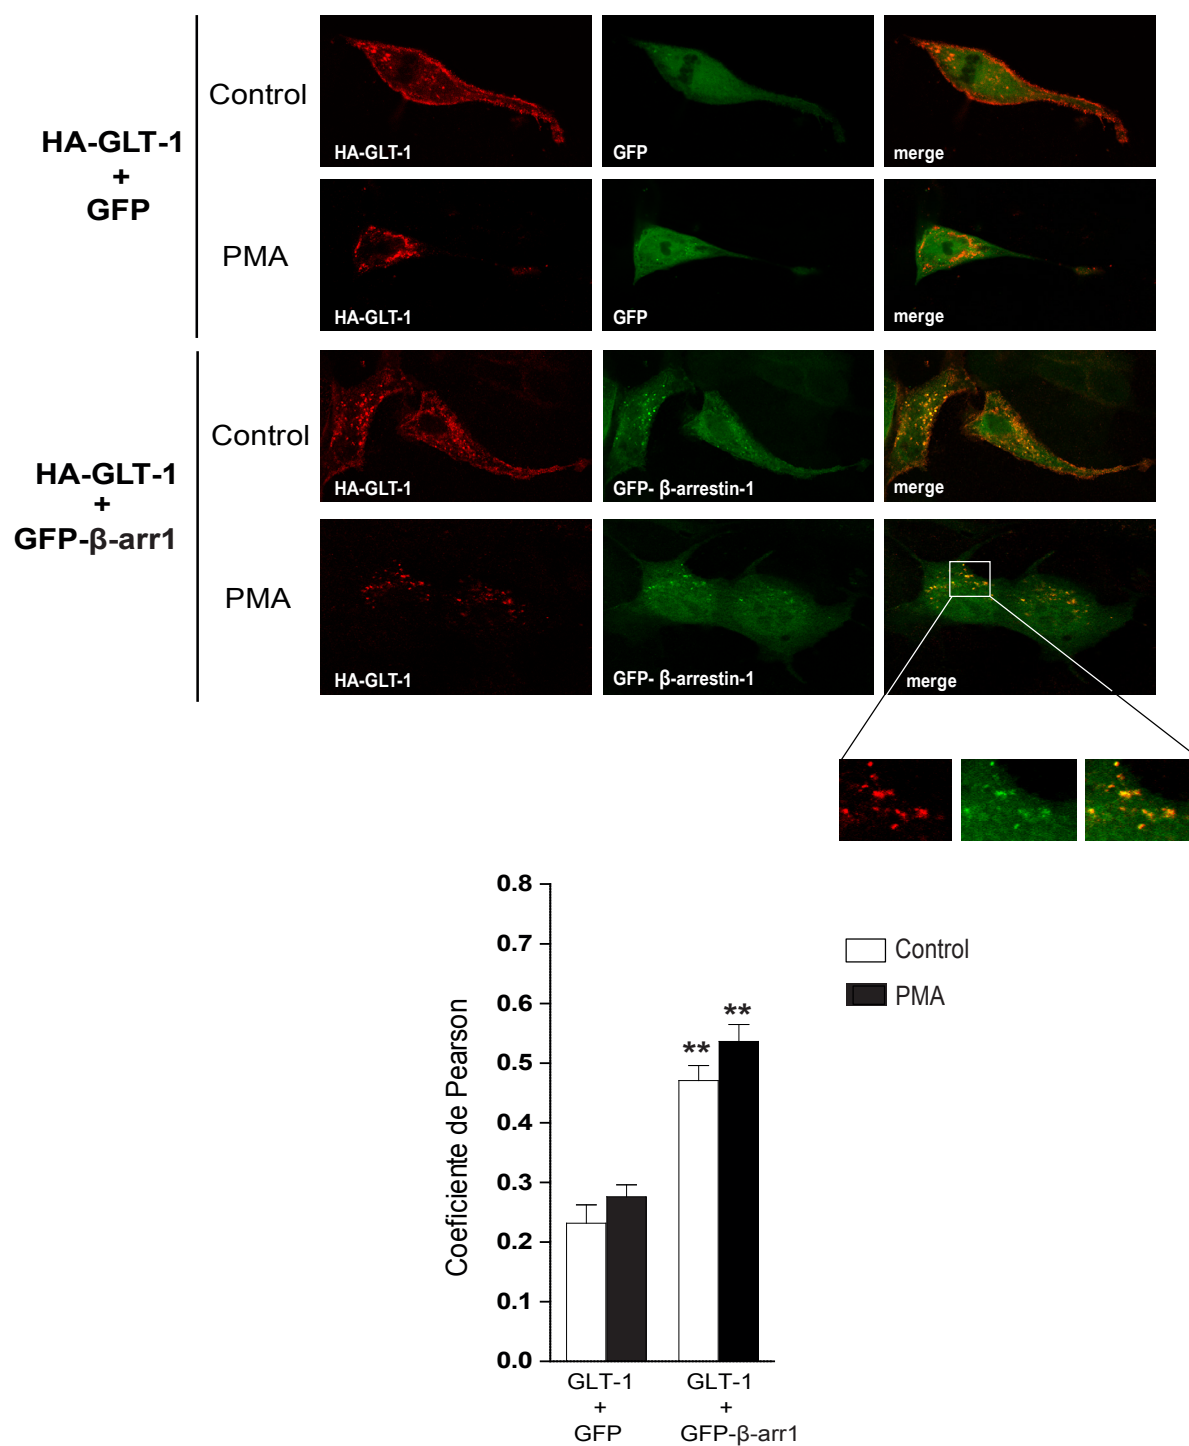 HA-GLT-1
+
GFP
Control
HA-GLT-1
GFP
merge
PMA
HA-GLT-1
GFP
merge
HA-GLT-1
+
GFP-β-arr1
Control
HA-GLT-1
GFP- β-arrestin-1
merge
PMA
HA-GLT-1
GFP- β-arrestin-1
merge
Coeficiente de Pearson
0.8
0.7
0.6
0.5
0.4
0.3
0.2
0.1
0.0
**
**
Control
PMA
GLT-1
+
GFP
GLT-1
+
GFP-β-arr1